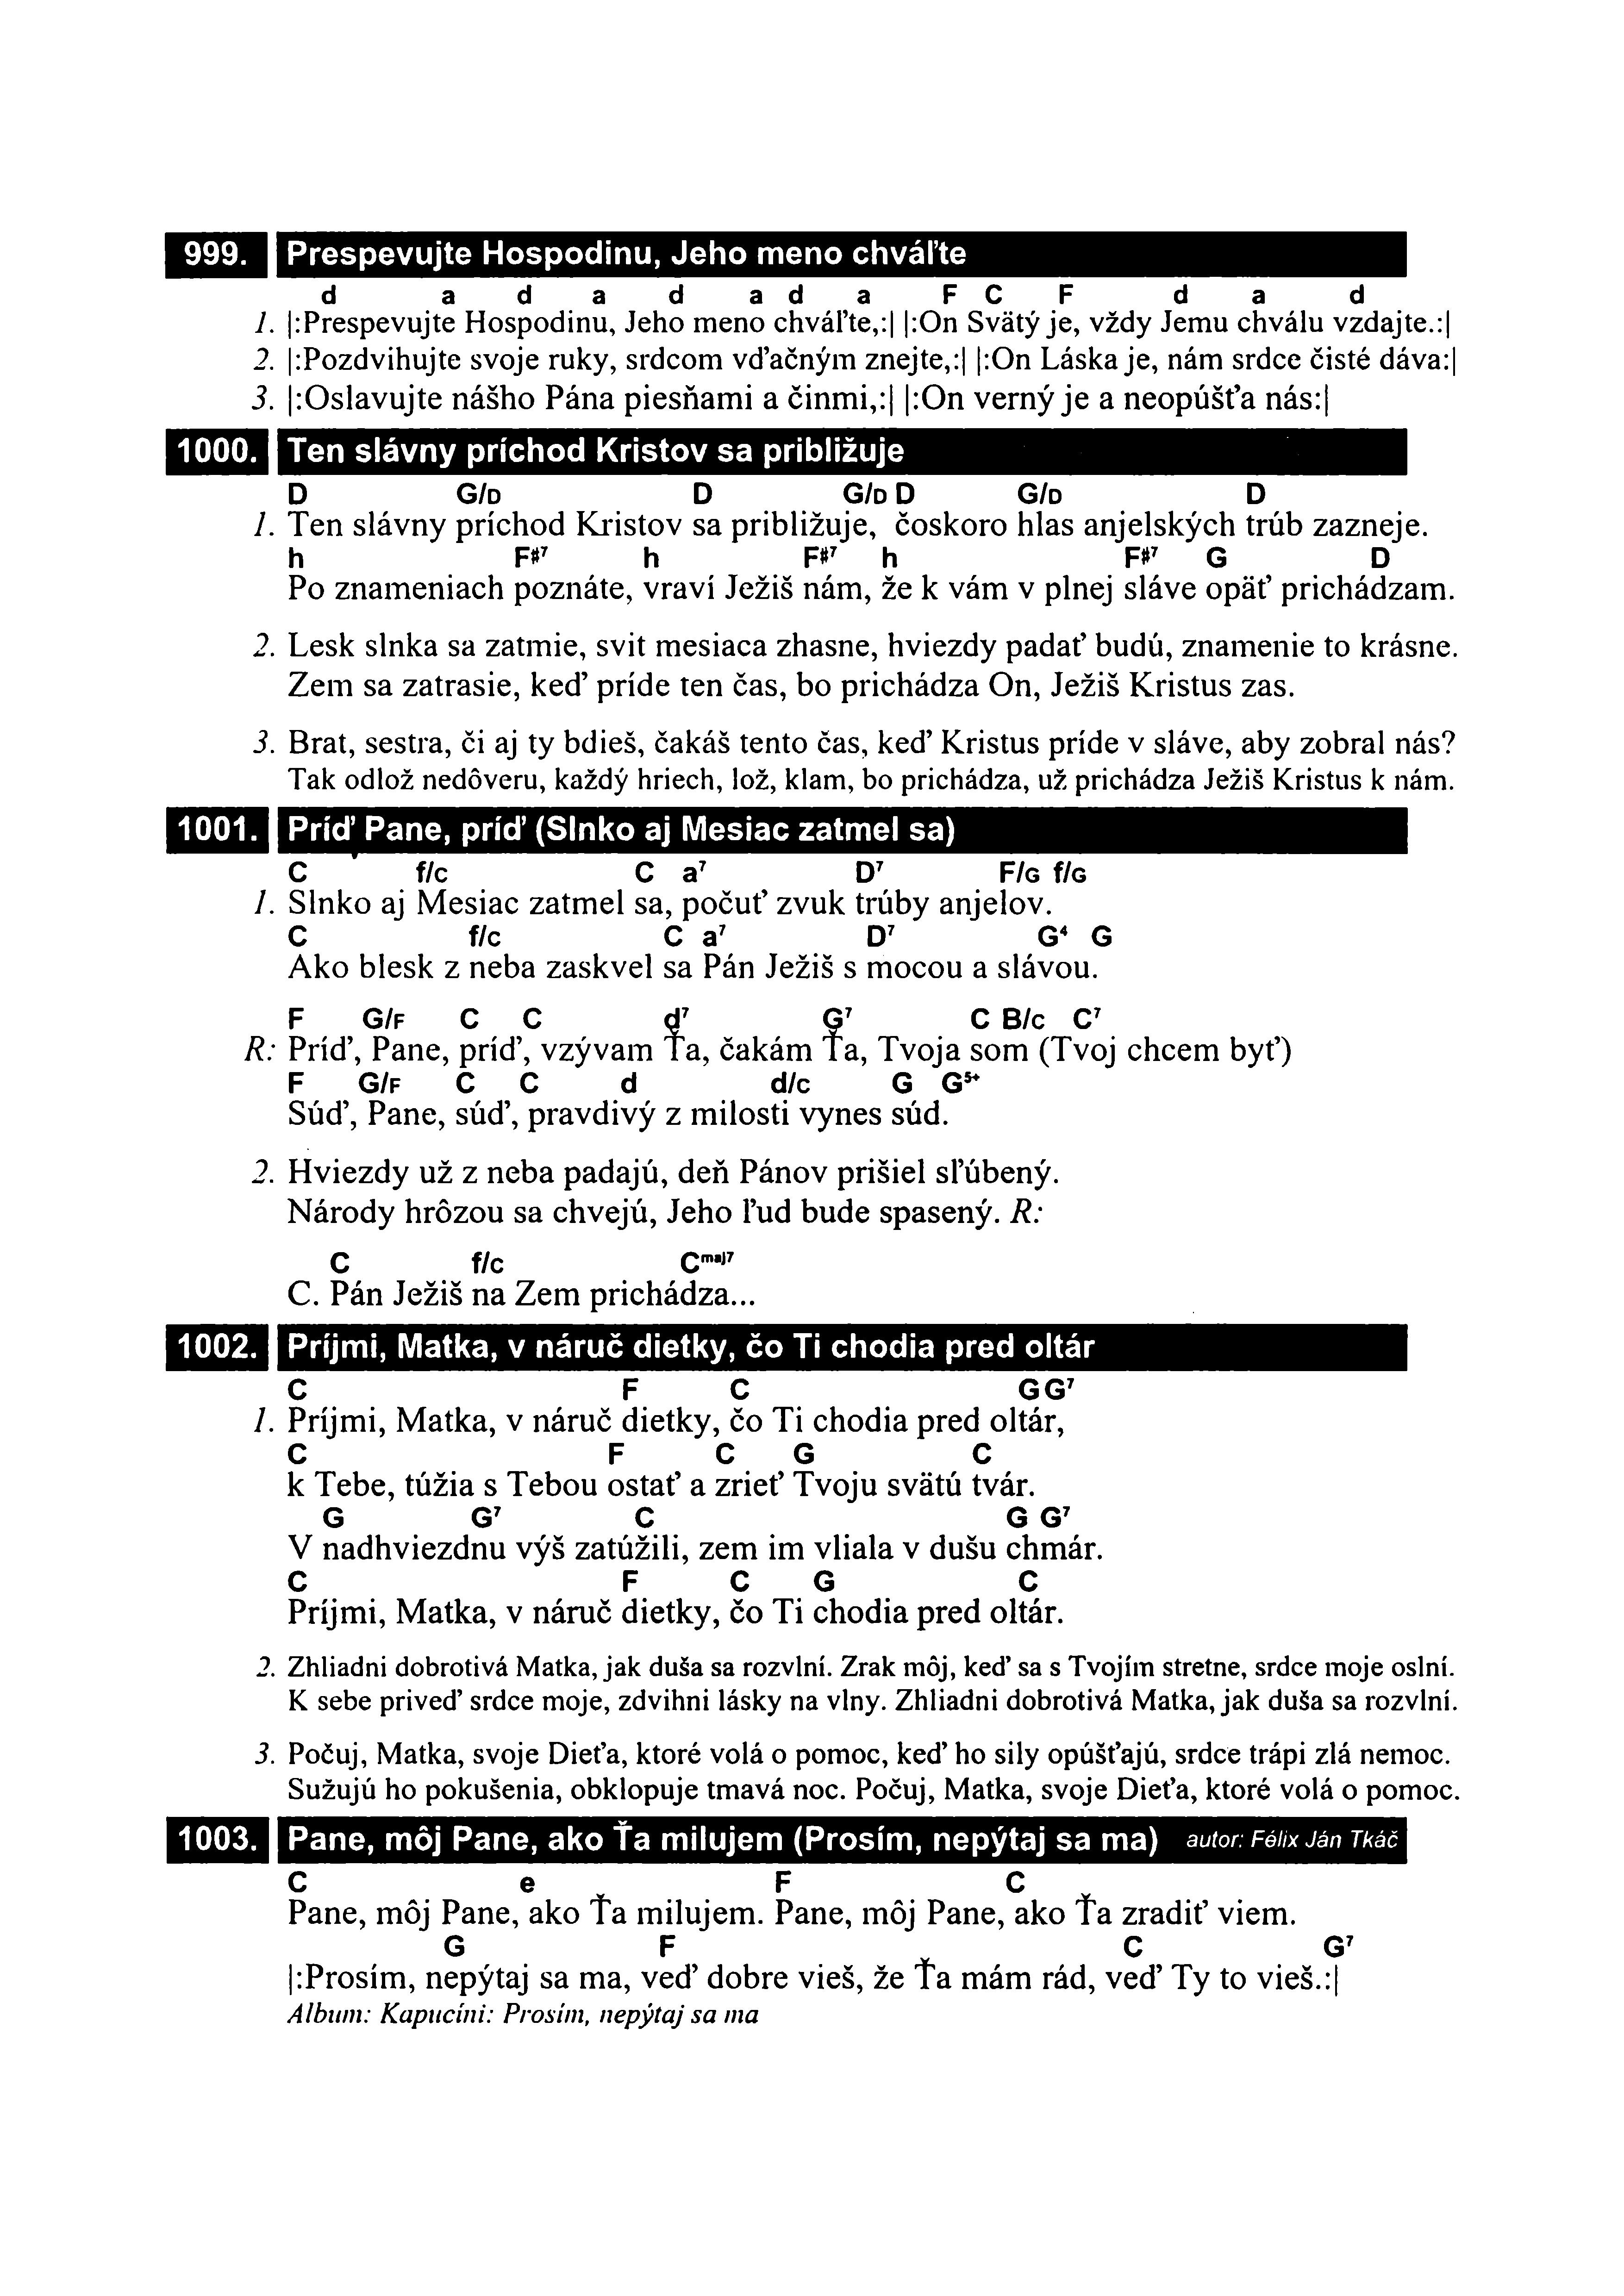 999. Prespevujte Hospodinu, Jeho meno chváľte
d a d a d a d a F C F d a d
1. |:Prespevujte Hospodinu, Jeho meno chváľte,:| |:On Svätý je, vždy Jemu chválu vzdajte.:|
2. |:Pozdvihujte svoje ruky, srdcom vďačným znejte,:| |:On Láska je, nám srdce čisté dáva:|
3. |:Oslavujte nášho Pána piesňami a činmi,:| |:On verný je a neopúšťa nás:|
1000. Ten slávny príchod Kristov sa približuje
D G/D D G/D D G/D D
1. Ten slávny príchod Kristov sa približuje, čoskoro hlas anjelských trúb zazneje.
h F#7 h F#7 h F#7 G D
Po znameniach poznáte, vraví Ježiš nám, že k vám v plnej sláve opäť prichádzam.
2. Lesk slnka sa zatmie, svit mesiaca zhasne, hviezdy padať budú, znamenie to krásne.
Zem sa zatrasie, keď príde ten čas, bo prichádza On, Ježiš Kristus zas.
3. Brat, sestra, či aj ty bdieš, čakáš tento čas, keď Kristus príde v sláve, aby zobral nás?
Tak odlož nedôveru, každý hriech, lož, klam, bo prichádza, už prichádza Ježiš Kristus k nám.
1001. Príď Pane, príď (Slnko aj Mesiac zatmel sa)
C f/c C a7 D7 F/G f/G
1. Slnko aj Mesiac zatmel sa, počuť zvuk trúby anjelov.
C f/c C a7 D7 G4 G
Ako blesk z neba zaskvel sa Pán Ježiš s mocou a slávou.
F G/F C C d7 G7 C B/c C7
R: Príď, Pane, príď, vzývam Ťa, čakám Ťa, Tvoja som (Tvoj chcem byť)
F G/F C C d d/c G G5+
Súď, Pane, súď, pravdivý z milosti vynes súd.
2. Hviezdy už z neba padajú, deň Pánov prišiel sľúbený.
Národy hrôzou sa chvejú, Jeho ľud bude spasený. R:
C f/c Cmaj7
C. Pán Ježiš na Zem prichádza...
1002. Príjmi, Matka, v náruč dietky, čo Ti chodia pred oltár
C F C G G7
1. Príjmi, Matka, v náruč dietky, čo Ti chodia pred oltár,
C F C G C
k Tebe, túžia s Tebou ostať a zrieť Tvoju svätú tvár.
G G7 C G G7
V nadhviezdnu výš zatúžili, zem im vliala v dušu chmár.
C F C G C
Príjmi, Matka, v náruč dietky, čo Ti chodia pred oltár.
2. Zhliadni dobrotivá Matka, jak duša sa rozvlní. Zrak môj, keď sa s Tvojím stretne, srdce moje oslní.
K sebe priveď srdce moje, zdvihni lásky na vlny. Zhliadni dobrotivá Matka, jak duša sa rozvlní.
3. Počuj, Matka, svoje Dieťa, ktoré volá o pomoc, keď ho sily opúšťajú, srdce trápi zlá nemoc.
Sužujú ho pokušenia, obklopuje tmavá noc. Počuj, Matka, svoje Dieťa, ktoré volá o pomoc.
1003. Pane, môj Pane, ako Ťa milujem (Prosím, nepýtaj sa ma) autor: Félix Ján Tkáč
C e F C
Pane, môj Pane, ako Ťa milujem. Pane, môj Pane, ako Ťa zradiť viem.
G F C G7
|:Prosím, nepýtaj sa ma, veď dobre vieš, že Ťa mám rád, veď Ty to vieš.:|
Album: Kapucíni: Prosím, nepýtaj sa ma